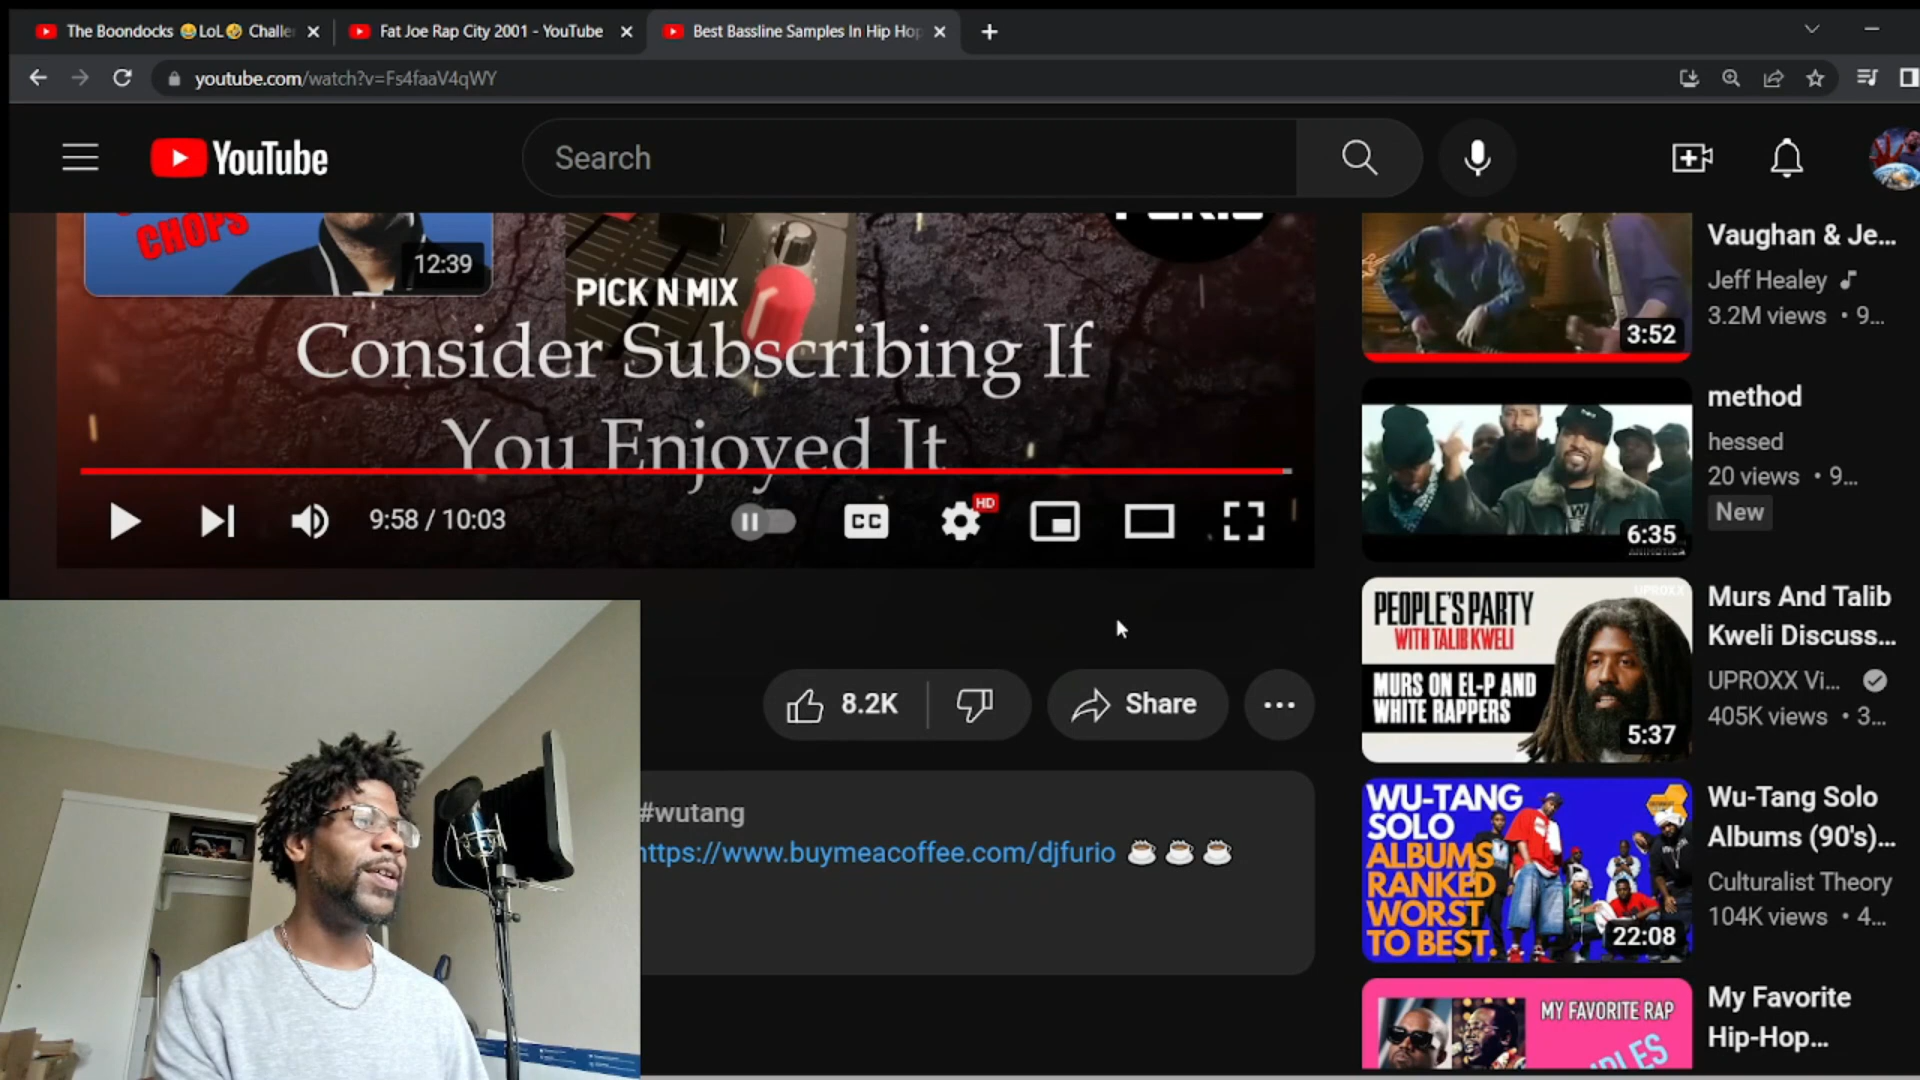 The Boondocks 😂LoL🤣 Challe
Fat Joe Rap City 2001 - YouTube
Best Bassline Samples In Hip Hop
youtube.com/watch?v=Fs4faaV4qWY
YouTube
Search
CHOPS
12:39
PICK N MIX
Consider Subscribing If
You Enjoyed It
9:58 / 10:03
CC
HD
8.2K
Share
#wutang
https://www.buymeacoffee.com/djfurio ☕☕☕
3:52
Vaughan & Je...
Jeff Healey
3.2M views • 9...
6:35
method
hessed
20 views • 9...
New
UPROXX
PEOPLE'S PARTY
WITH TALIB KWELI
MURS ON EL-P AND
WHITE RAPPERS
5:37
Murs And Talib
Kweli Discuss...
UPROXX Vi...
405K views • 3...
WU-TANG
SOLO
ALBUMS
RANKED
WORST
TO BEST.
22:08
Wu-Tang Solo
Albums (90's)...
Culturalist Theory
104K views • 4...
MY FAVORITE RAP
My Favorite
Hip-Hop...